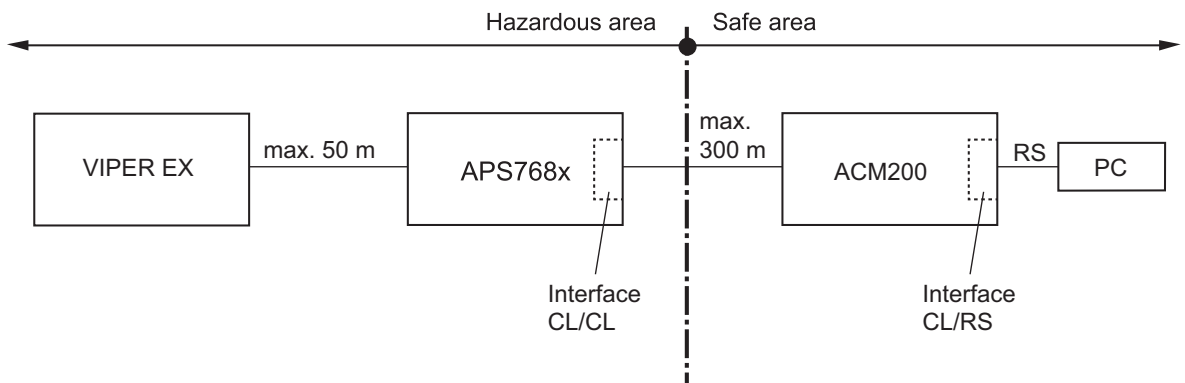 Hazardous area
Safe area
VIPER EX
max. 50 m
APS768x
max.
300 m
ACM200
RS
PC
Interface
CL/CL
Interface
CL/RS